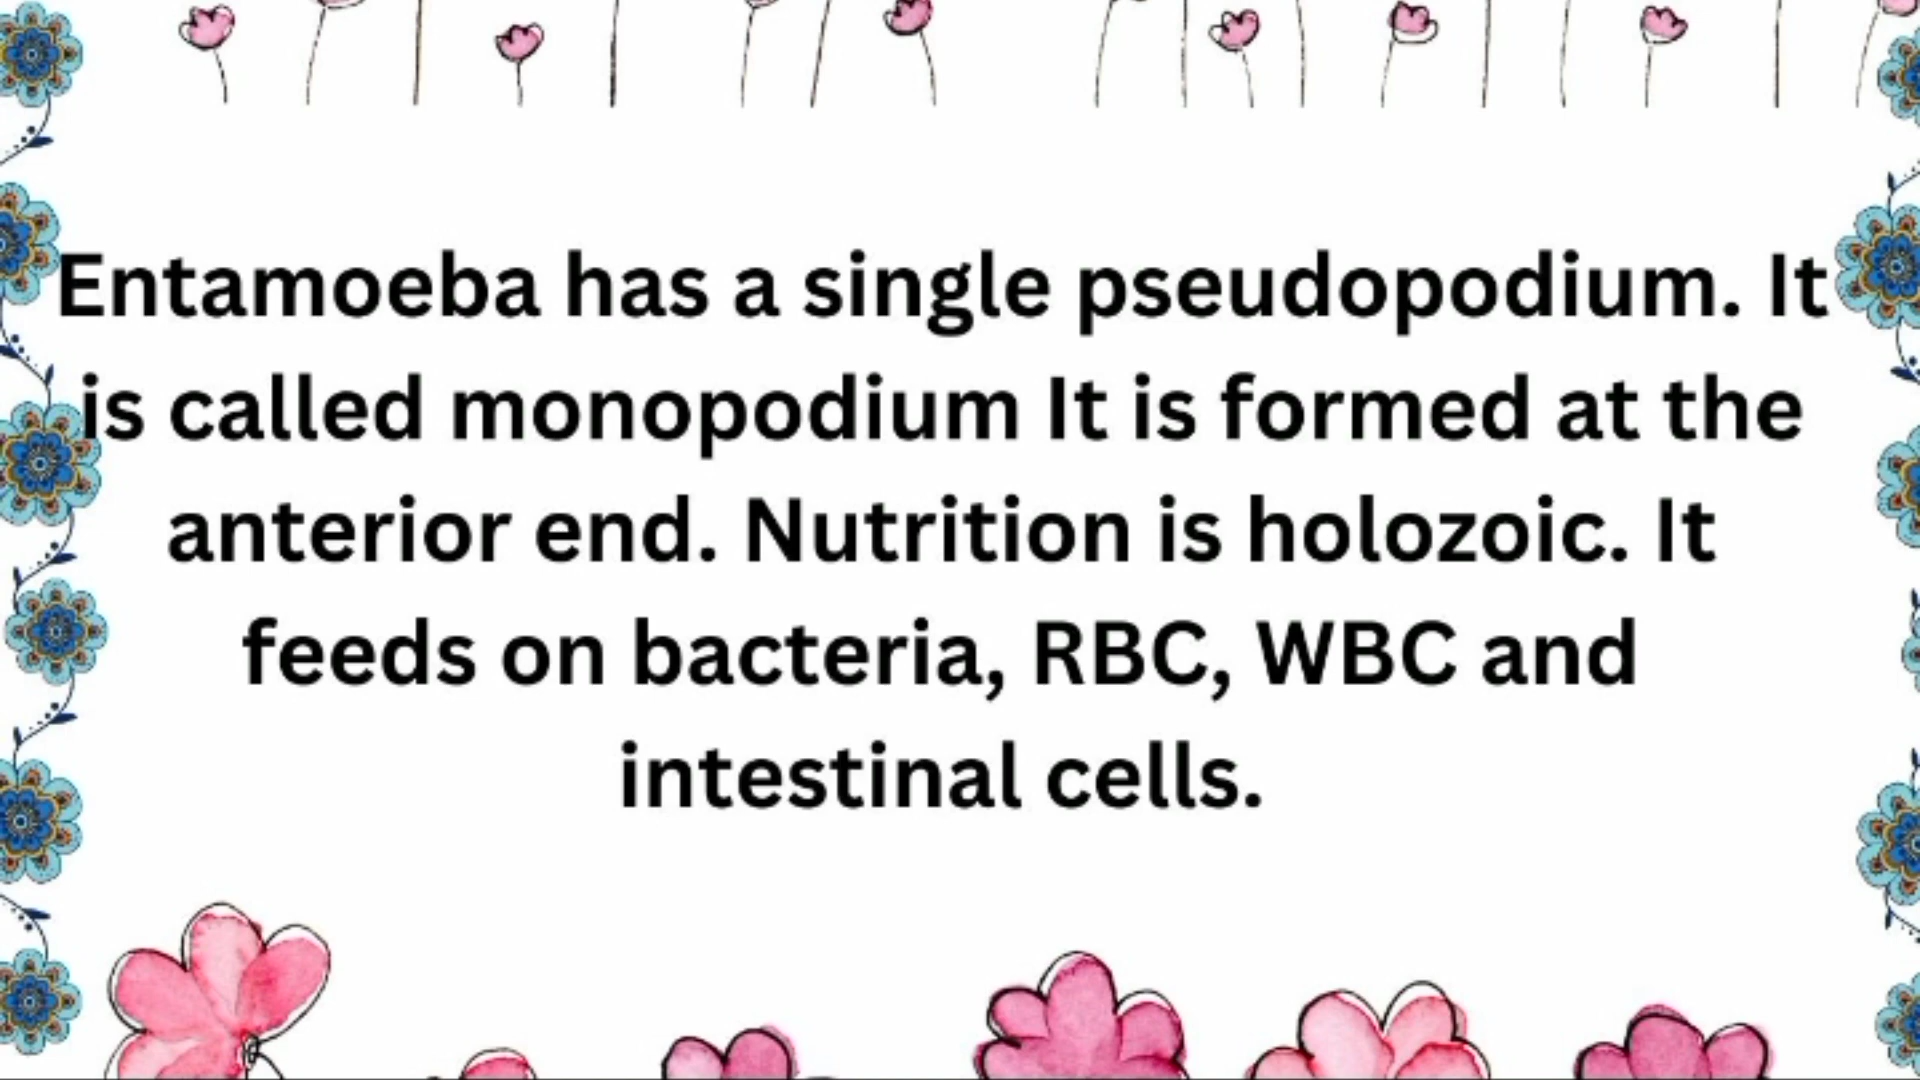 Entamoeba has a single pseudopodium. It
is called monopodium It is formed at the
anterior end. Nutrition is holozoic. It
feeds on bacteria, RBC, WBC and
intestinal cells.